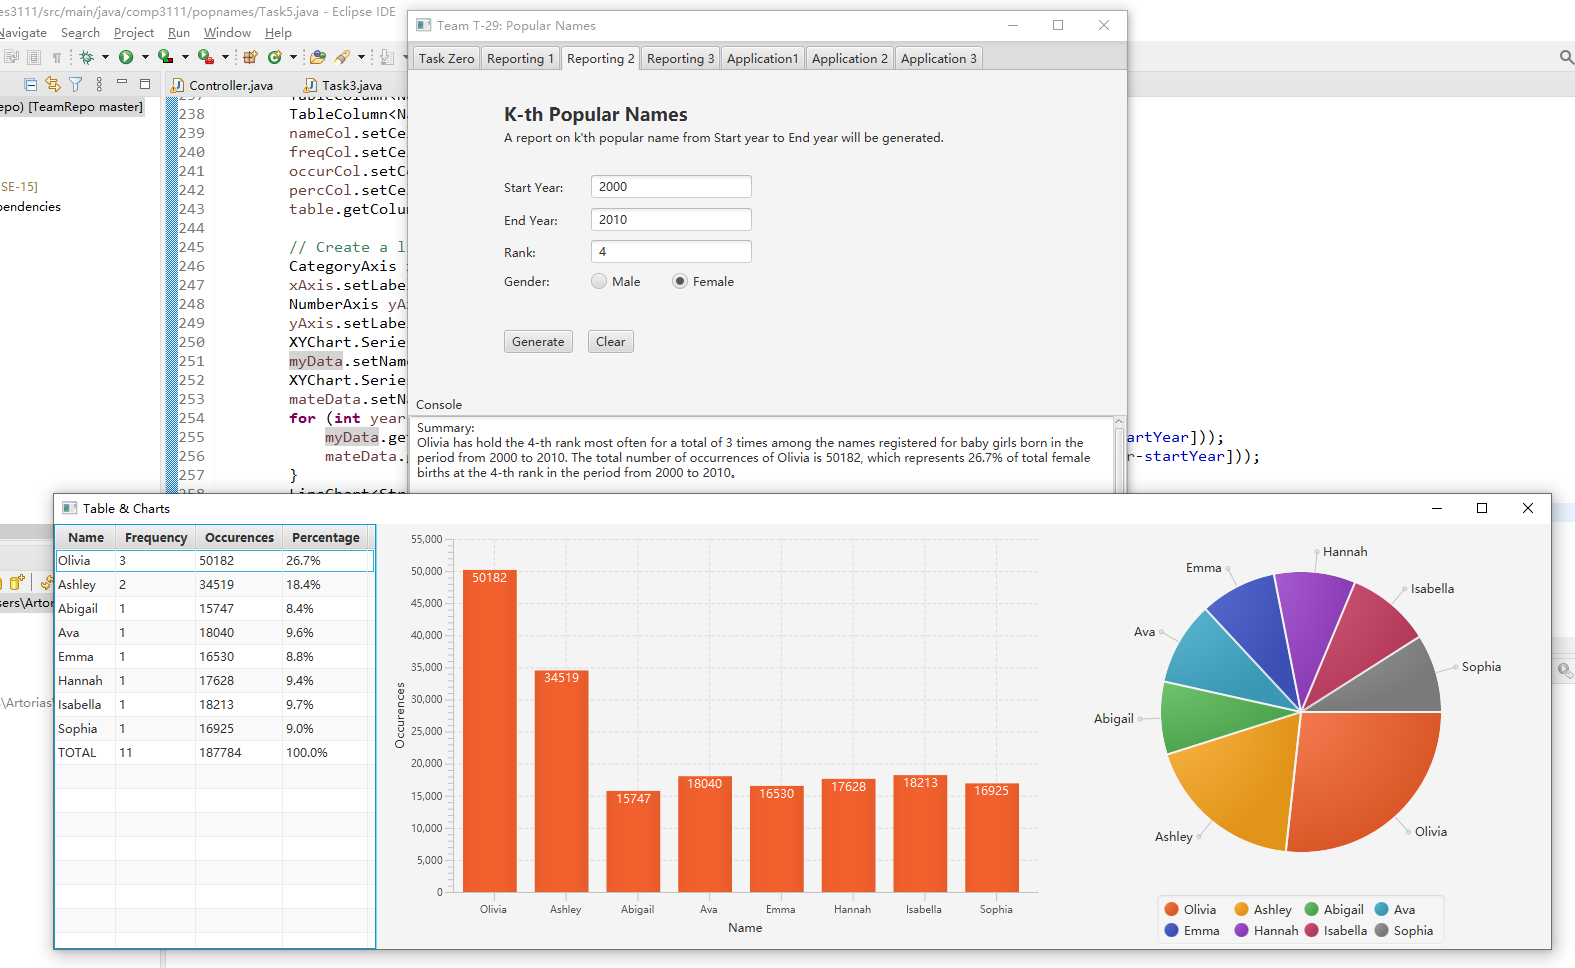 es3111/src/main/java/comp3111/popnames/Task5.java - Eclipse IDE
Navigate Search Project Run Window Help
Controller.java Task3.java
epo) [TeamRepo master]
SE-15]
pendencies
238 TableColumn<Na
239 nameCol.setCe
240 freqCol.setCe
241 occurCol.setC
242 percCol.setCe
243 table.getColum
244
245 // Create a l
246 CategoryAxis
247 xAxis.setLabe
248 NumberAxis yA
249 yAxis.setLabe
250 XYChart.Serie
251 myData.setNam
252 XYChart.Serie
253 mateData.setN
254 for (int year
255 myData.ge artYear]));
256 mateData. r-startYear]));
257 }
Team T-29: Popular Names
Task Zero Reporting 1 Reporting 2 Reporting 3 Application1 Application 2 Application 3
K-th Popular Names
A report on k'th popular name from Start year to End year will be generated.
Start Year: 2000
End Year: 2010
Rank: 4
Gender: Male Female
Generate Clear
Console
Summary:
Olivia has hold the 4-th rank most often for a total of 3 times among the names registered for baby girls born in the
period from 2000 to 2010. The total number of occurrences of Olivia is 50182, which represents 26.7% of total female
births at the 4-th rank in the period from 2000 to 2010。
sers\Artor
s\Artorias\
Table & Charts
Name Frequency Occurences Percentage
Olivia 3 50182 26.7%
Ashley 2 34519 18.4%
Abigail 1 15747 8.4%
Ava 1 18040 9.6%
Emma 1 16530 8.8%
Hannah 1 17628 9.4%
Isabella 1 18213 9.7%
Sophia 1 16925 9.0%
TOTAL 11 187784 100.0%
Occurences
55,000
50,000
45,000
40,000
35,000
30,000
25,000
20,000
15,000
10,000
5,000
0
50182 34519 15747 18040 16530 17628 18213 16925
Olivia Ashley Abigail Ava Emma Hannah Isabella Sophia
Name
Hannah
Emma
Isabella
Ava
Sophia
Abigail
Olivia
Ashley
Olivia Ashley Abigail Ava
Emma Hannah Isabella Sophia